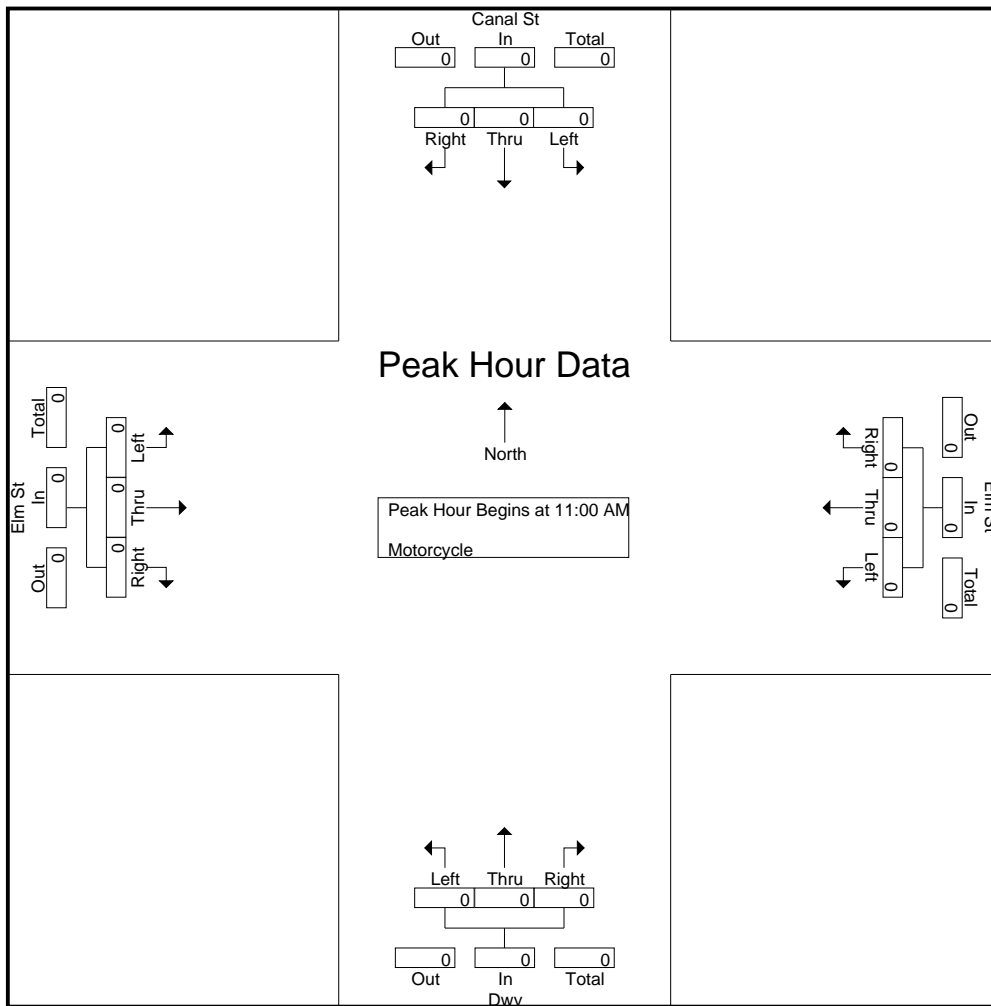 Canal St
Out In Total
0 0 0
0 0 0
Right Thru Left
Peak Hour Data
North
Peak Hour Begins at 11:00 AM
Motorcycle
Elm St
Out In Total
0 0 0
0 0 0
Right Thru Left
Elm St
Out In Total
0 0 0
0 0 0
Right Thru Left
Left Thru Right
0 0 0
0 0 0
Out In Total
Dwy